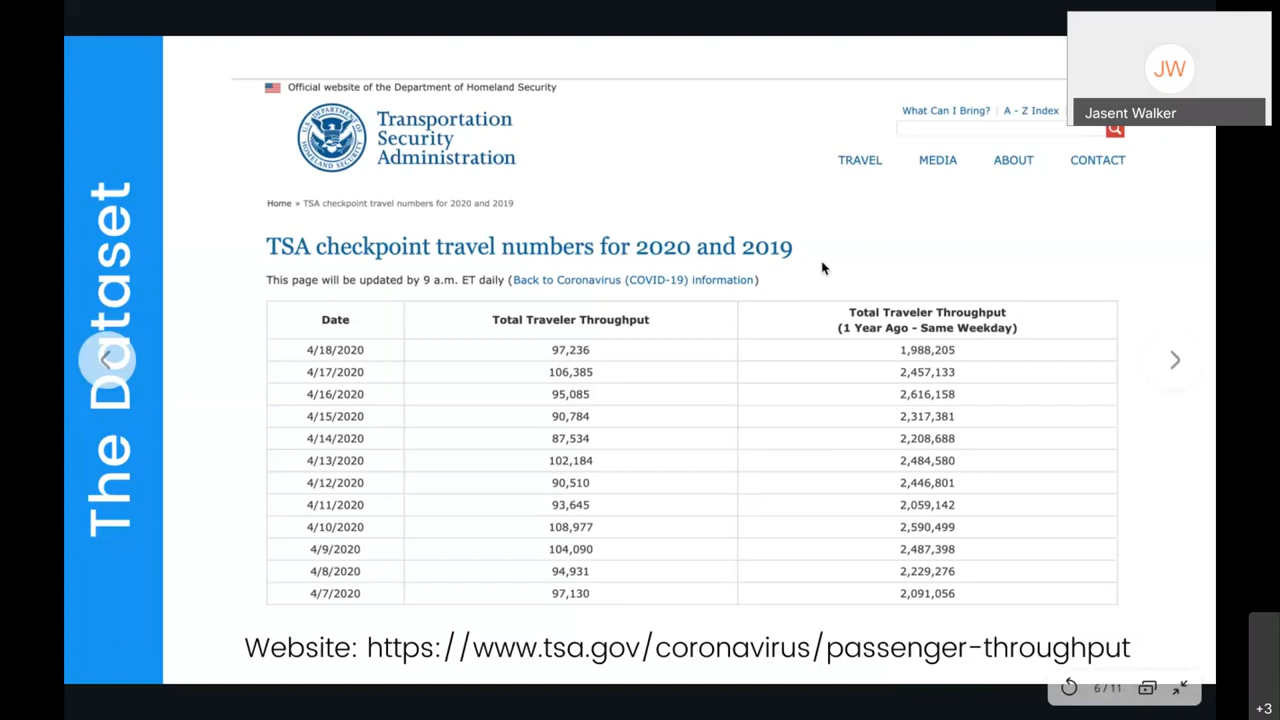 The Dataset
Official website of the Department of Homeland Security
U.S. DEPARTMENT OF HOMELAND SECURITY
Transportation
Security
Administration
What Can I Bring? | A - Z Index |
TRAVEL MEDIA ABOUT CONTACT
JW
Jasent Walker
Home » TSA checkpoint travel numbers for 2020 and 2019
TSA checkpoint travel numbers for 2020 and 2019
This page will be updated by 9 a.m. ET daily (Back to Coronavirus (COVID-19) information)
Date Total Traveler Throughput Total Traveler Throughput
(1 Year Ago - Same Weekday)
4/18/2020 97,236 1,988,205
4/17/2020 106,385 2,457,133
4/16/2020 95,085 2,616,158
4/15/2020 90,784 2,317,381
4/14/2020 87,534 2,208,688
4/13/2020 102,184 2,484,580
4/12/2020 90,510 2,446,801
4/11/2020 93,645 2,059,142
4/10/2020 108,977 2,590,499
4/9/2020 104,090 2,487,398
4/8/2020 94,931 2,229,276
4/7/2020 97,130 2,091,056
Website: https://www.tsa.gov/coronavirus/passenger-throughput
6/11
+3